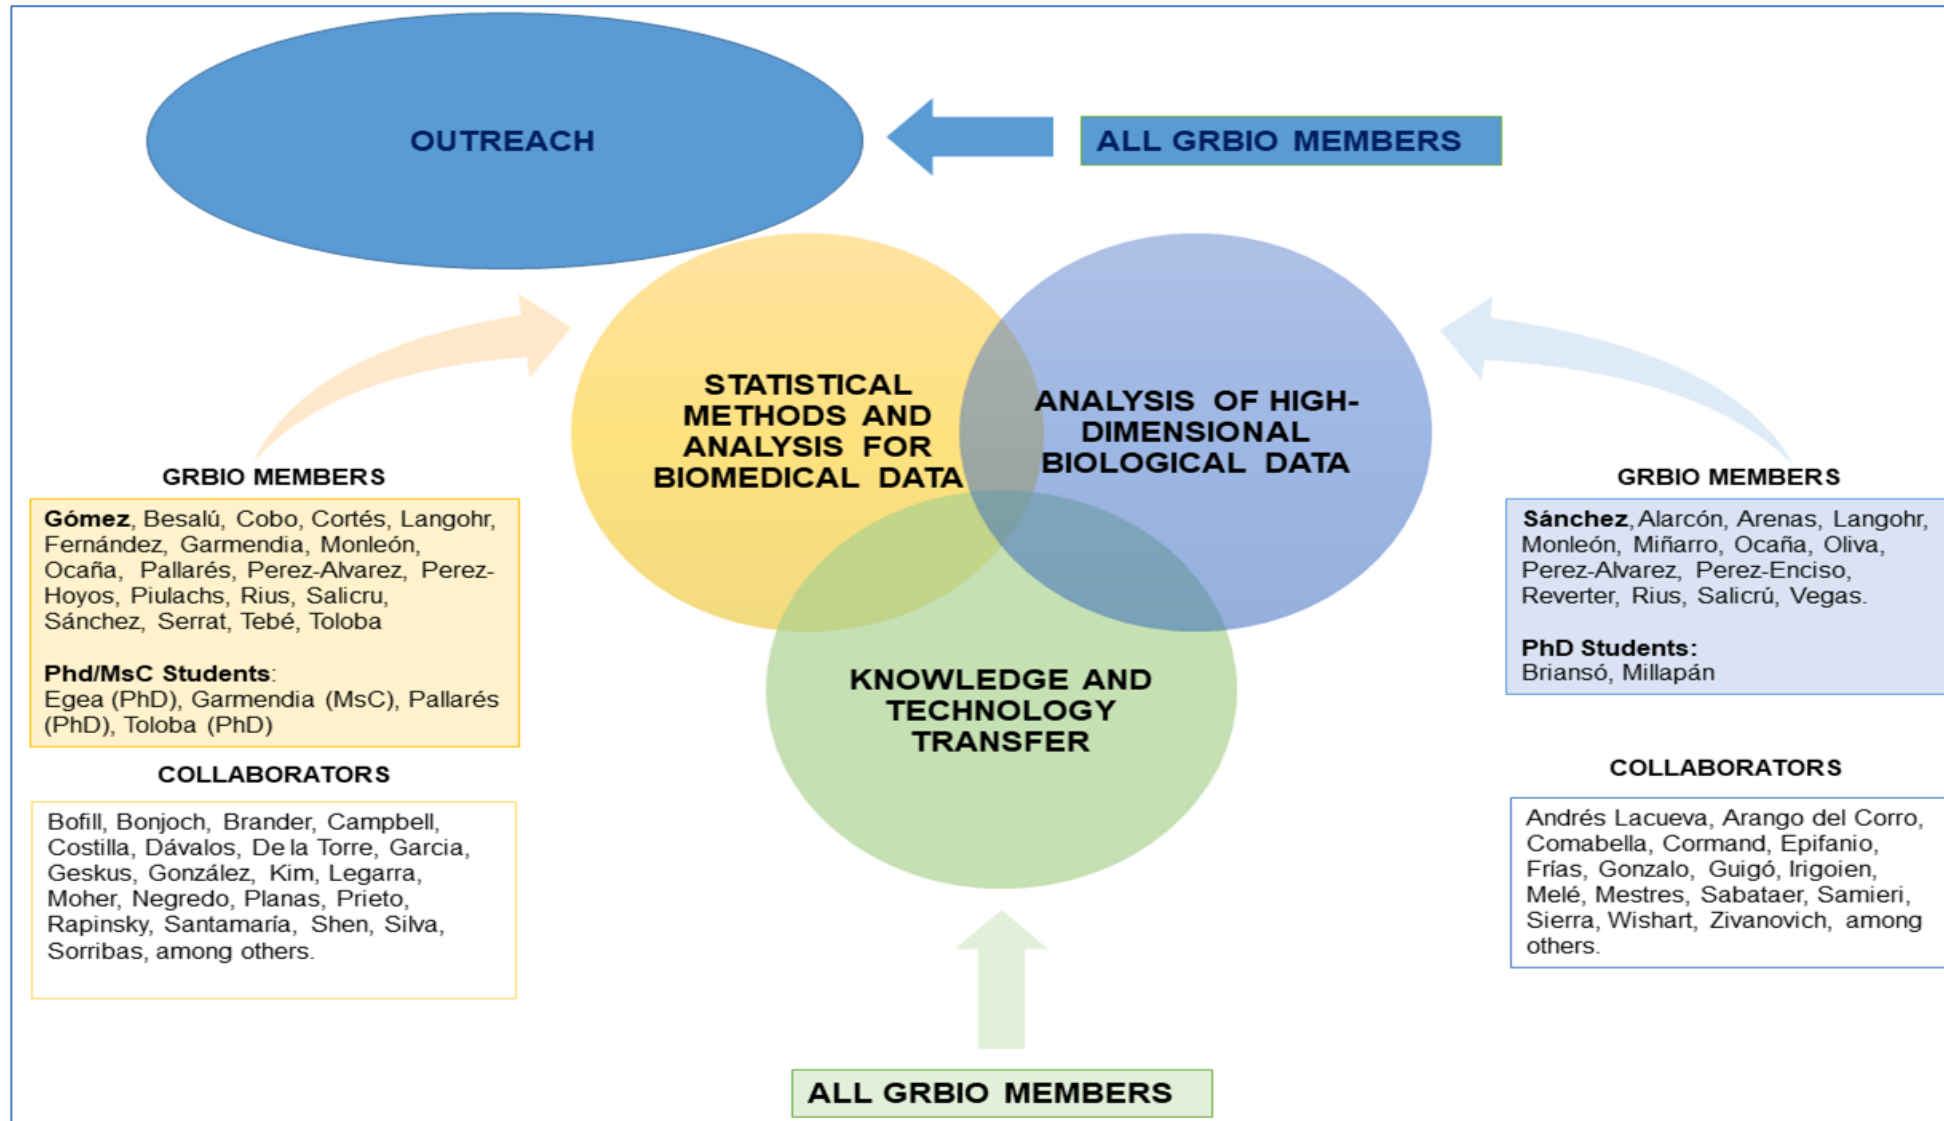 OUTREACH
ALL GRBIO MEMBERS
STATISTICAL
METHODS AND
ANALYSIS FOR
BIOMEDICAL DATA
ANALYSIS OF HIGH-
DIMENSIONAL
BIOLOGICAL DATA
KNOWLEDGE AND
TECHNOLOGY
TRANSFER
GRBIO MEMBERS
Gómez, Besalú, Cobo, Cortés, Langohr,
Fernández, Garmendia, Monleón,
Ocaña, Pallarés, Perez-Alvarez, Perez-
Hoyos, Piulachs, Rius, Salicru,
Sánchez, Serrat, Tebé, Toloba
Phd/MsC Students:
Egea (PhD), Garmendia (MsC), Pallarés
(PhD), Toloba (PhD)
COLLABORATORS
Bofill, Bonjoch, Brander, Campbell,
Costilla, Dávalos, De la Torre, Garcia,
Geskus, González, Kim, Legarra,
Moher, Negredo, Planas, Prieto,
Rapinsky, Santamaría, Shen, Silva,
Sorribas, among others.
GRBIO MEMBERS
Sánchez, Alarcón, Arenas, Langohr,
Monleón, Miñarro, Ocaña, Oliva,
Perez-Alvarez, Perez-Enciso,
Reverter, Rius, Salicrú, Vegas.
PhD Students:
Briansó, Millapán
COLLABORATORS
Andrés Lacueva, Arango del Corro,
Comabella, Cormand, Epifanio,
Frías, Gonzalo, Guigó, Irigoien,
Melé, Mestres, Sabataer, Samieri,
Sierra, Wishart, Zivanovich, among
others.
ALL GRBIO MEMBERS